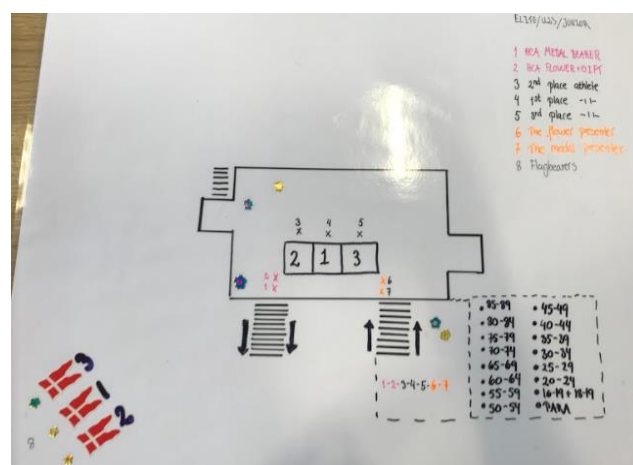 ELITE/U23/JUNIOR
1 BCA MEDAL BEARER
2 BCA FLOWER+GIFT
3 2nd place athlete
4 1st place -11-
5 3rd place -11-
6 The flower presenter
7 The medal presenter
8 Flagbearers
3 4 5
x x x
2 1 3
2 x
1 x
x 6
x 7
1-2-3-4-5-6-7
• 85-89
• 80-84
• 75-79
• 70-74
• 65-69
• 60-64
• 55-59
• 50-54
• 45-49
• 40-44
• 35-39
• 30-34
• 25-29
• 20-24
• 16-19+18-19
• PARA
3
1
2
8